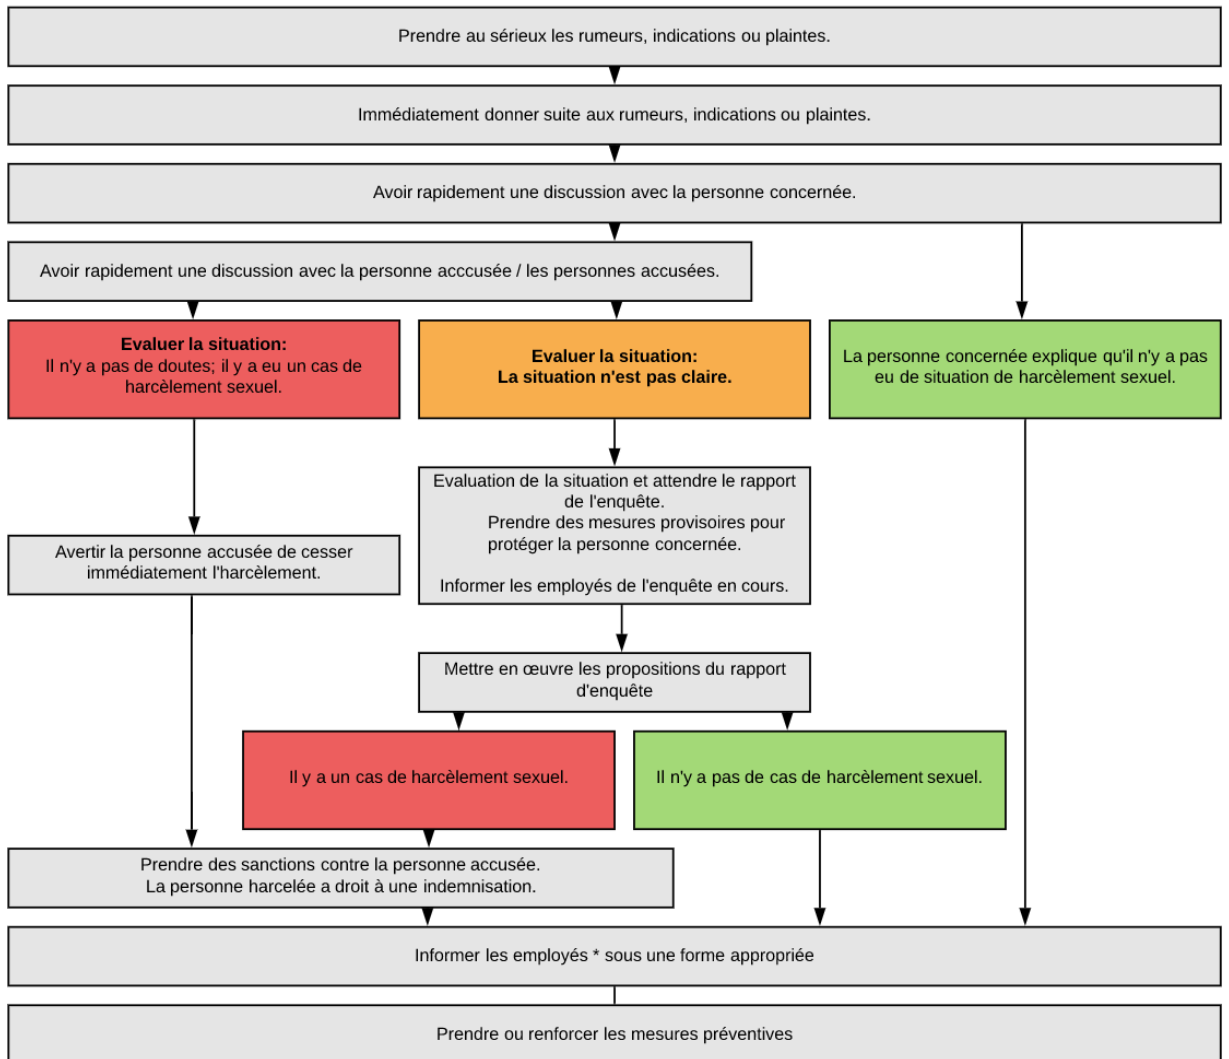 Prendre au sérieux les rumeurs, indications ou plaintes.
Immédiatement donner suite aux rumeurs, indications ou plaintes.
Avoir rapidement une discussion avec la personne concernée.
Avoir rapidement une discussion avec la personne acccusée / les personnes accusées.
Evaluer la situation:
Il n'y a pas de doutes; il y a eu un cas de
harcèlement sexuel.
Evaluer la situation:
La situation n'est pas claire.
La personne concernée explique qu'il n'y a pas
eu de situation de harcèlement sexuel.
Evaluation de la situation et attendre le rapport
de l'enquête.
Prendre des mesures provisoires pour
protéger la personne concernée.
Informer les employés de l'enquête en cours.
Avertir la personne accusée de cesser
immédiatement l'harcèlement.
Mettre en œuvre les propositions du rapport
d'enquête
Il y a un cas de harcèlement sexuel.
Il n'y a pas de cas de harcèlement sexuel.
Prendre des sanctions contre la personne accusée.
La personne harcelée a droit à une indemnisation.
Informer les employés * sous une forme appropriée
Prendre ou renforcer les mesures préventives